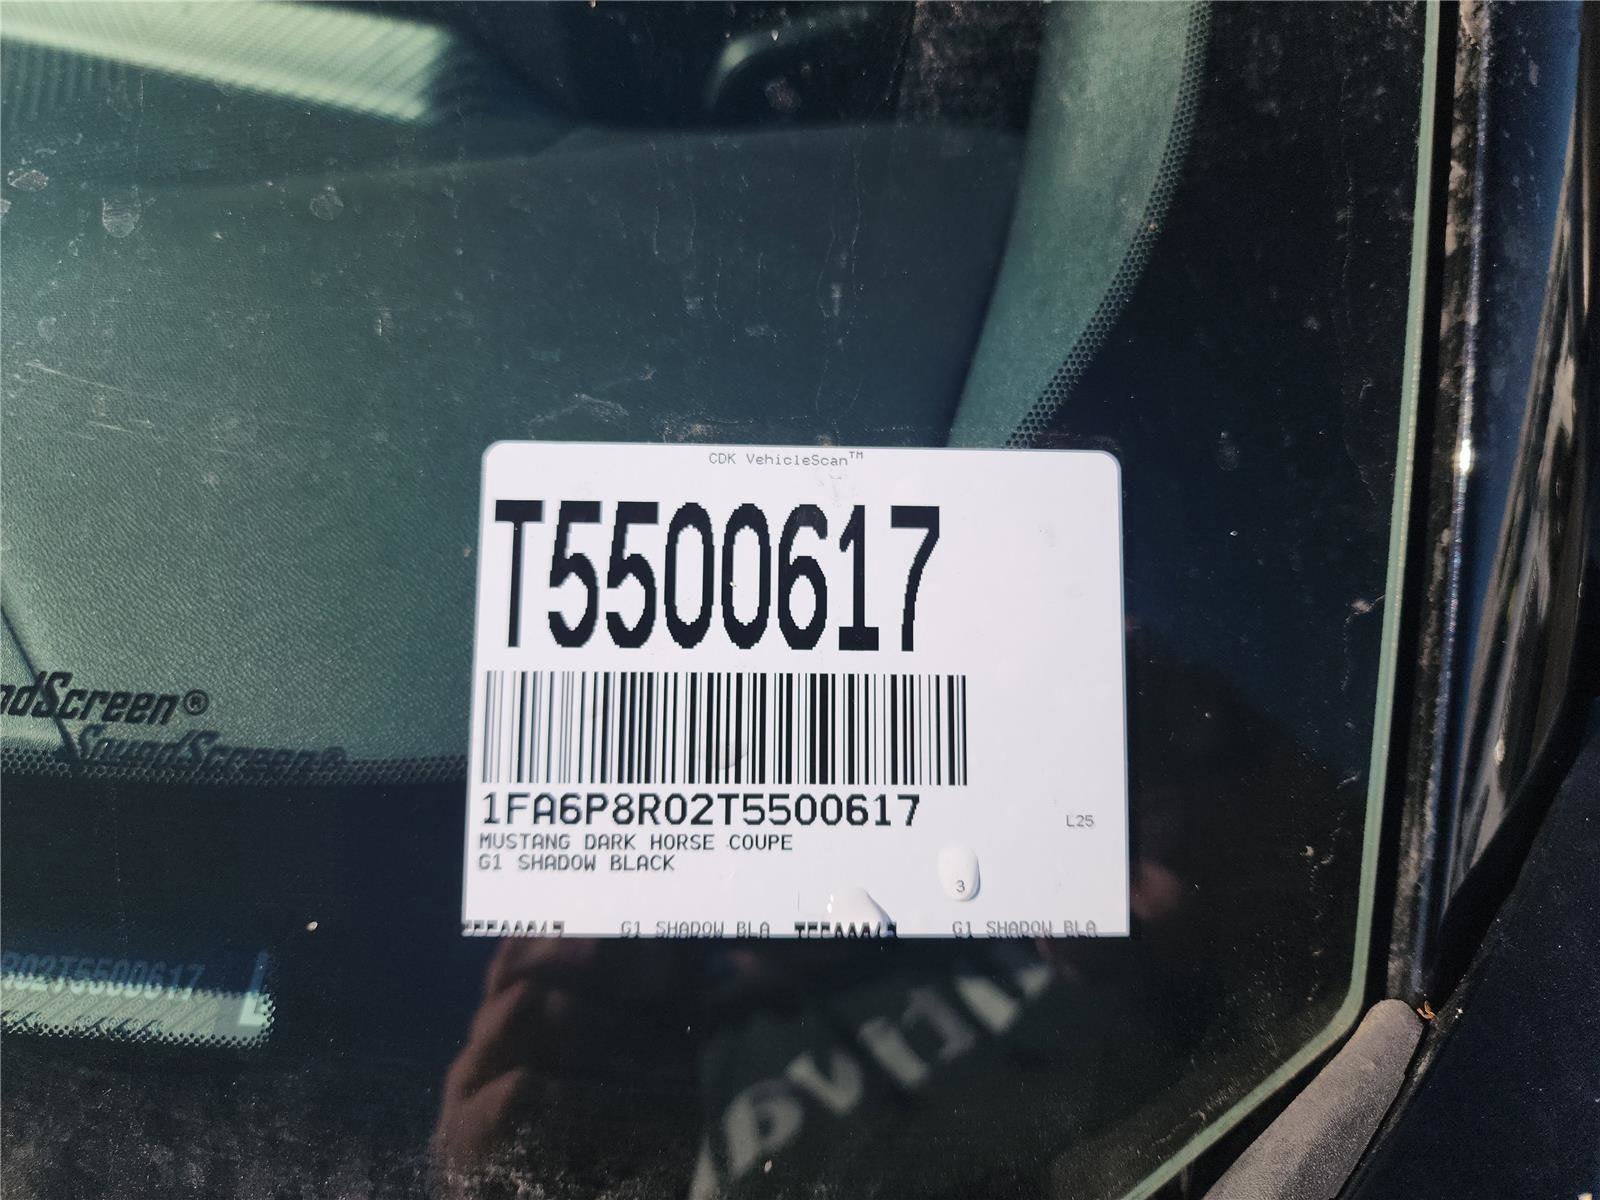 CDK VehicleScan™
T5500617
1FA6P8R02T5500617
L25
MUSTANG DARK HORSE COUPE
G1 SHADOW BLACK
3
G1 SHADOW BLA
G1 SHADOW BLA
SoundScreen®
R02T5500617